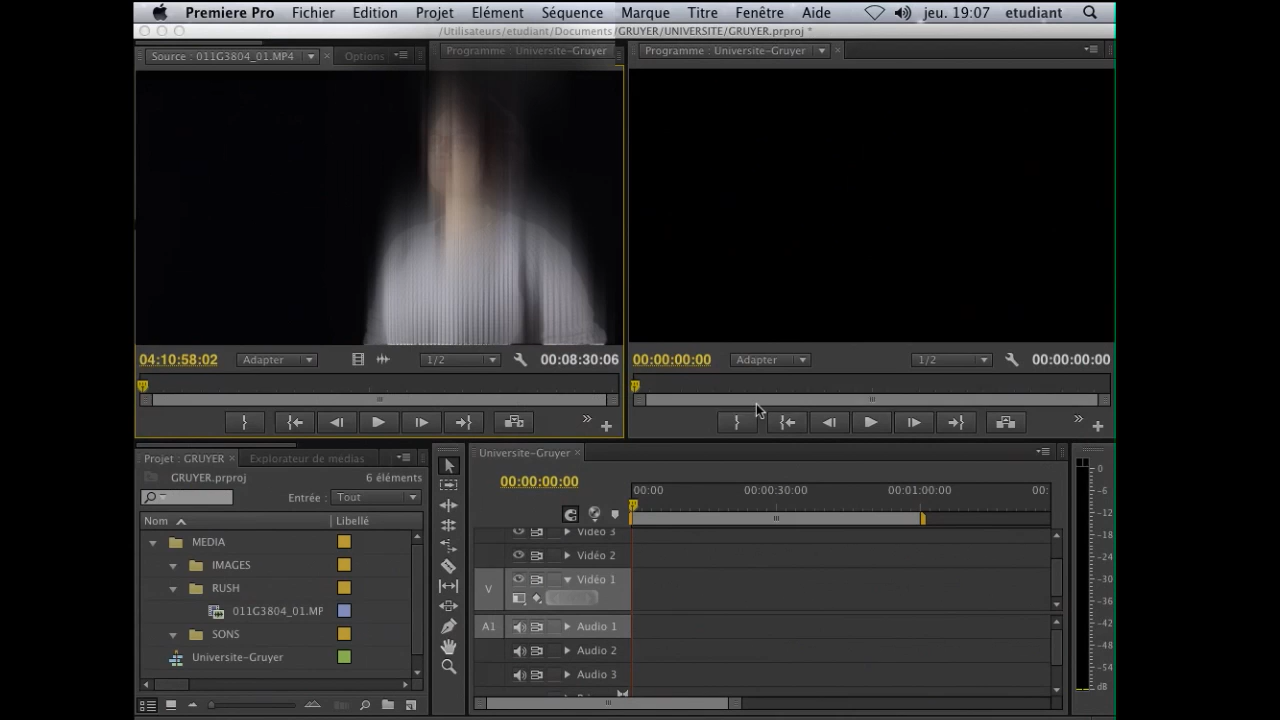 Premiere Pro Fichier Edition Projet Elément Séquence Marque Titre Fenêtre Aide jeu. 19:07 etudiant
/Utilisateurs/etudiant/Documents/GRUYER/UNIVERSITE/GRUYER.prproj *
Source : 011G3804_01.MP4 Options Programme : Universite-Gruyer
Programme : Universite-Gruyer
04:10:58:02 Adapter 1/2 00:08:30:06
00:00:00:00 Adapter 1/2 00:00:00:00
Projet : GRUYER Explorateur de médias
GRUYER.prproj 6 éléments
Entrée : Tout
Nom Libellé
MEDIA
IMAGES
RUSH
011G3804_01.MP
SONS
Universite-Gruyer
Universite-Gruyer
00:00:00:00
00:00 00:00:30:00 00:01:00:00 00:
Vidéo 3
Vidéo 2
V Vidéo 1
A1 Audio 1
Audio 2
Audio 3
0
-6
-12
-18
-24
-30
-36
-42
-48
-54
dB